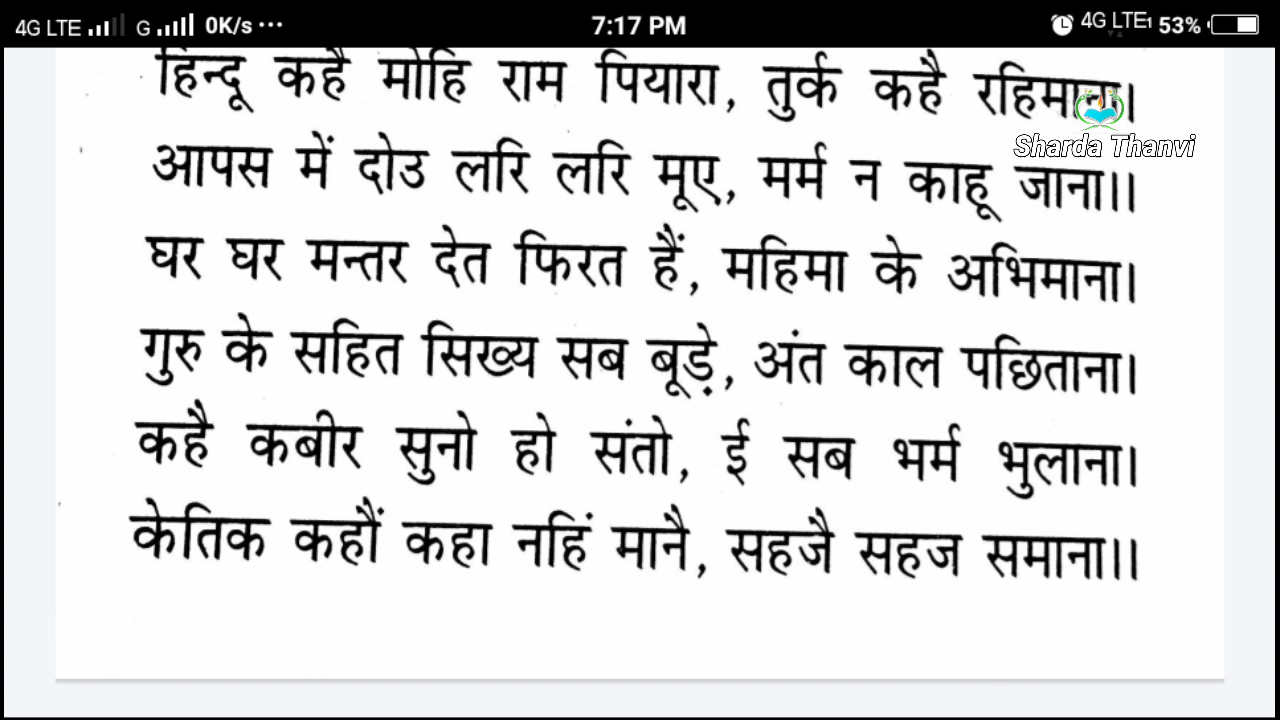 4G LTE G 0K/s ... 7:17 PM 4G LTE 53%
हिन्दू कहै मोहि राम पियारा, तुर्क कहै रहिमाना।
Sharda Thanvi
आपस में दोउ लरि लरि मूए, मर्म न काहू जाना।।
घर घर मन्तर देत फिरत हैं, महिमा के अभिमाना।
गुरु के सहित सिख्य सब बूड़े, अंत काल पछिताना।
कहै कबीर सुनो हो संतो, ई सब भर्म भुलाना।
केतिक कहौं कहा नहिं मानै, सहजै सहज समाना।।